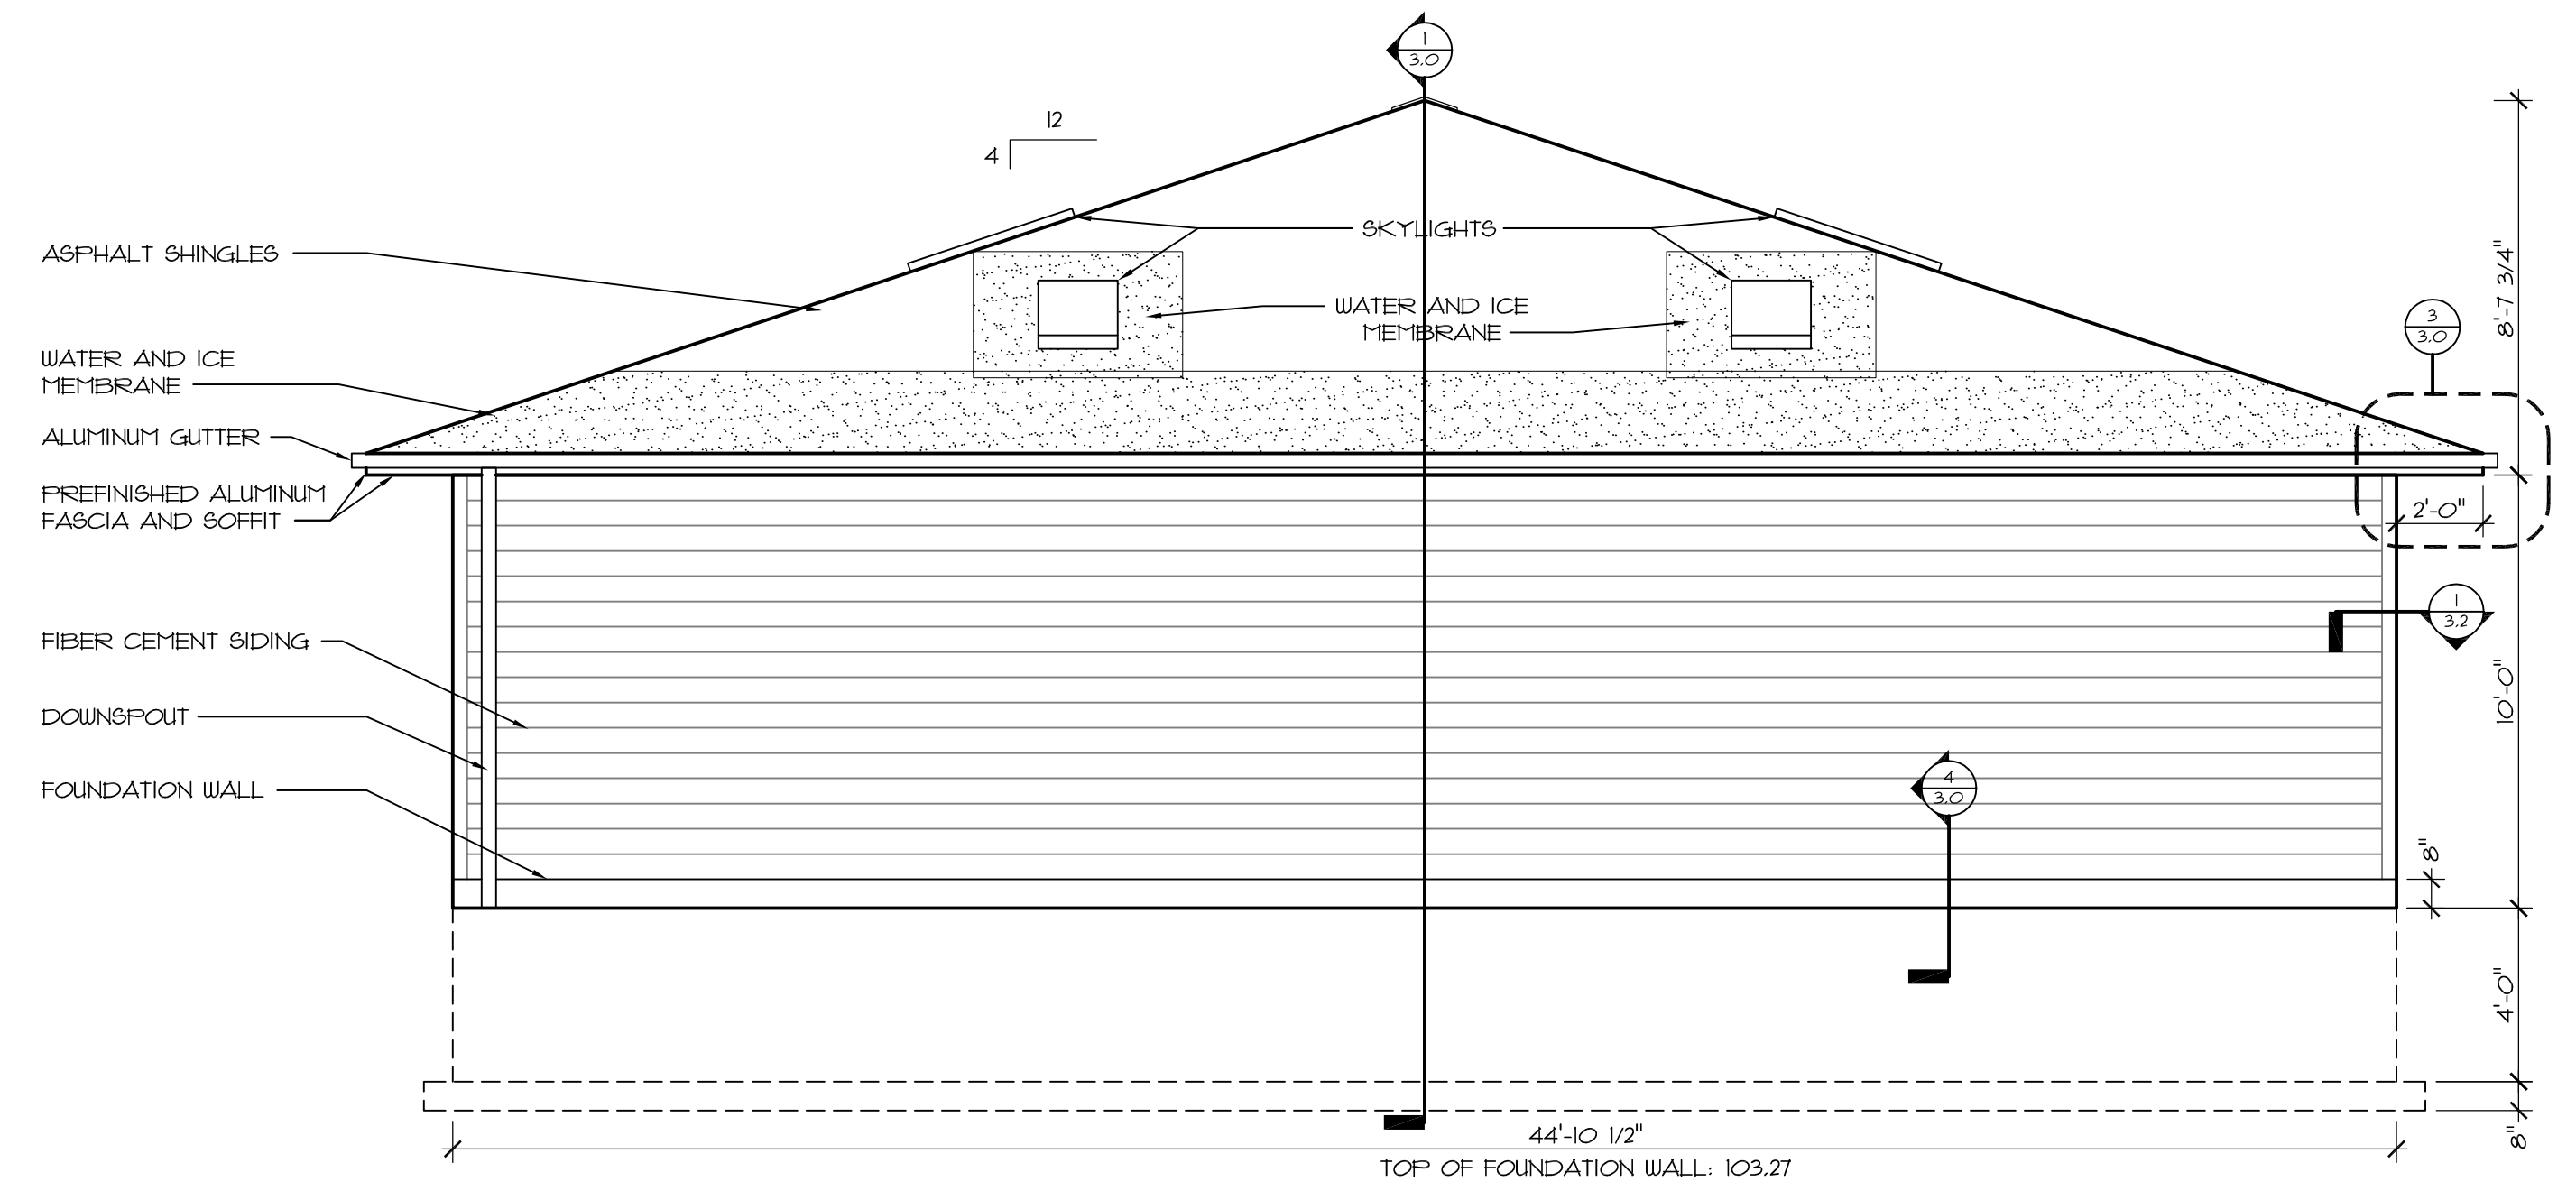 1
3.0
12
4
SKYLIGHTS
ASPHALT SHINGLES
8'-7 3/4"
WATER AND ICE
MEMBRANE
3
3.0
WATER AND ICE
MEMBRANE
ALUMINUM GUTTER
PREFINISHED ALUMINUM
FASCIA AND SOFFIT
2'-0"
1
3.2
FIBER CEMENT SIDING
10'-0"
DOWNSPOUT
4
3.0
FOUNDATION WALL
8"
4'-0"
44'-10 1/2"
8"
TOP OF FOUNDATION WALL: 103.27